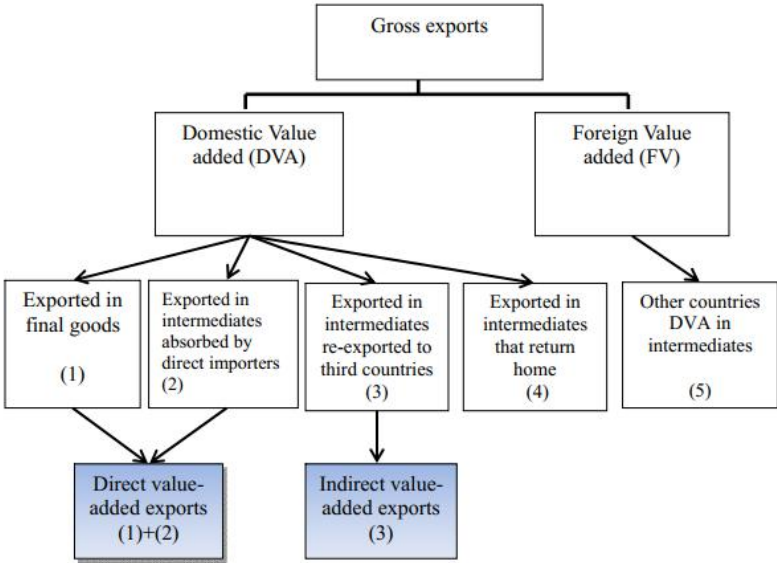 Gross exports
Domestic Value
added (DVA)
Foreign Value
added (FV)
Exported in
final goods
(1)
Exported in
intermediates
absorbed by
direct importers
(2)
Exported in
intermediates
re-exported to
third countries
(3)
Exported in
intermediates
that return
home
(4)
Other countries
DVA in
intermediates
(5)
Direct value-
added exports
(1)+(2)
Indirect value-
added exports
(3)